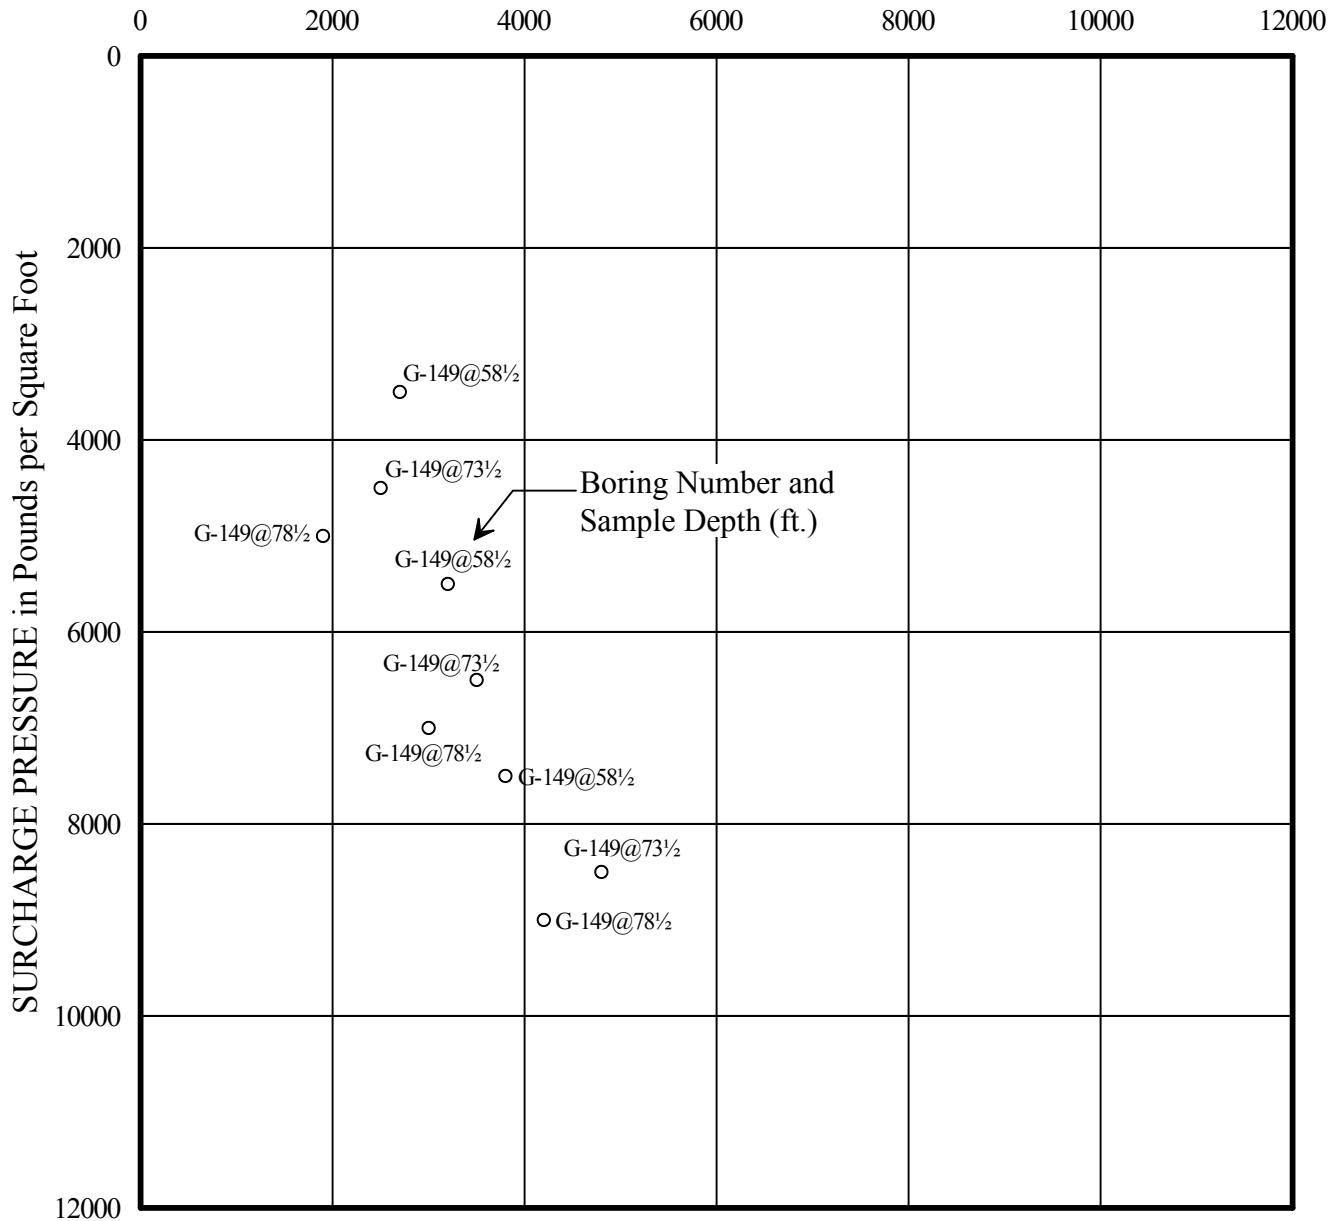 0 2000 4000 6000 8000 10000 12000
0
2000
G-149@58½
4000
G-149@73½
Boring Number and
Sample Depth (ft.)
G-149@78½
G-149@58½
6000
G-149@73½
G-149@78½
G-149@58½
8000
G-149@73½
G-149@78½
10000
12000
SURCHARGE PRESSURE in Pounds per Square Foot